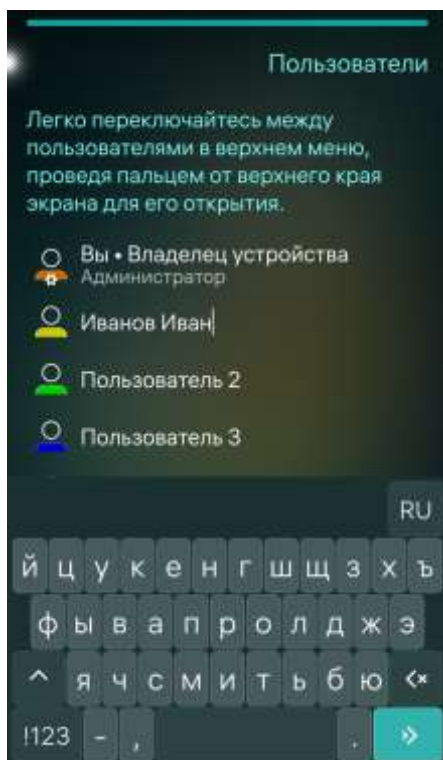 Пользователи
Легко переключайтесь между
пользователями в верхнем меню,
проведя пальцем от верхнего края
экрана для его открытия.
Вы • Владелец устройства
Администратор
Иванов Иван
Пользователь 2
Пользователь 3
RU
й ц у к е н г ш щ з х ъ
ф ы в а п р о л д ж э
я ч с м и т ь б ю
!123 - , .